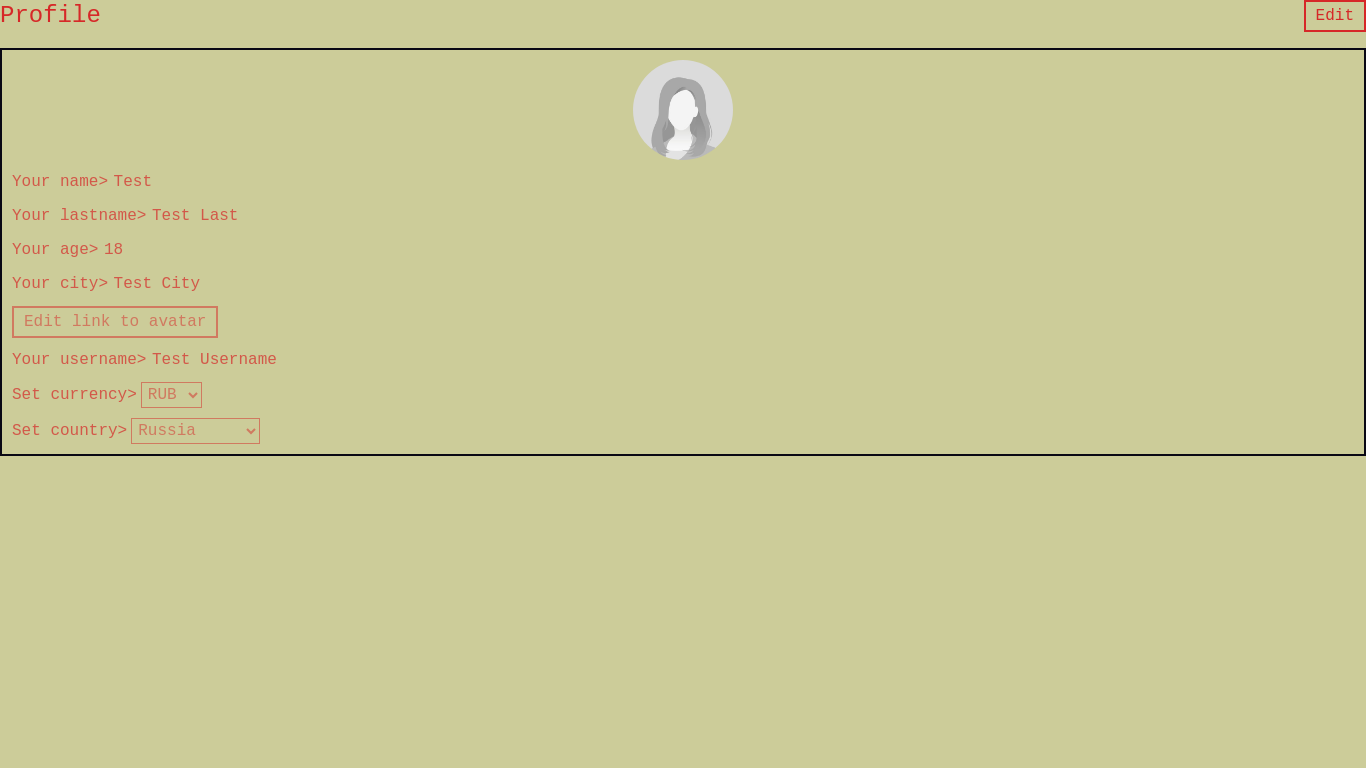 Profile
Edit
Your name> Test
Your lastname> Test Last
Your age> 18
Your city> Test City
Edit link to avatar
Your username> Test Username
Set currency> RUB
Set country> Russia